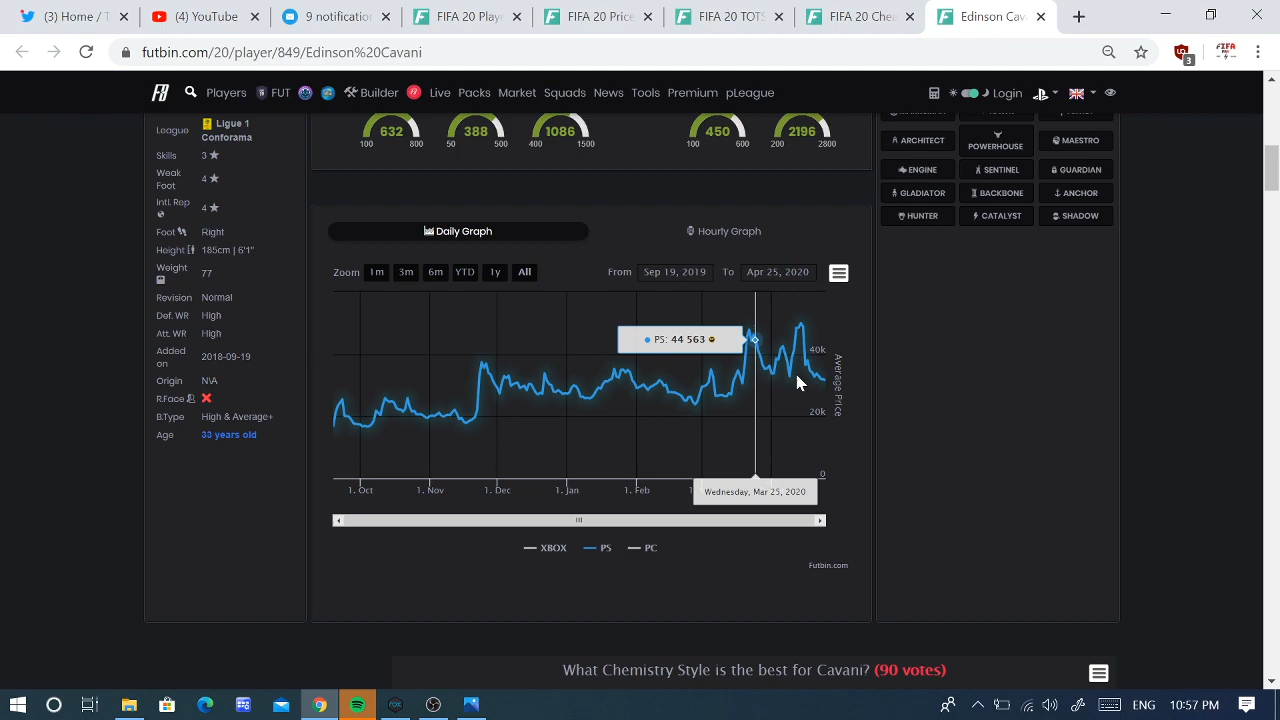 (3) Home / T
(4) YouTube
9 notification
FIFA 20 Play
FIFA 20 Price
FIFA 20 TOTS
FIFA 20 Chea
Edinson Cav
futbin.com/20/player/849/Edinson%20Cavani
3
FIFA
Players FUT Builder Live Packs Market Squads News Tools Premium pLeague Login
League Ligue 1 Conforama
Skills 3
Weak Foot 4
Intl. Rep 4
Foot Right
Height 185cm | 6'1"
Weight 77
Revision Normal
Def. WR High
Att. WR High
Added on 2018-09-19
Origin N\A
R.Face
B.Type High & Average+
Age 33 years old
632 388 1086 450 2196
100 800 50 500 400 1500 100 600 100 2800
Daily Graph Hourly Graph
Zoom 1m 3m 6m YTD 1y All From Sep 19, 2019 To Apr 25, 2020
PS: 44 563
40k
20k
0
Average Price
1. Oct 1. Nov 1. Dec 1. Jan 1. Feb
Wednesday, Mar 25, 2020
XBOX PS PC
Futbin.com
ARCHITECT POWERHOUSE MAESTRO
ENGINE SENTINEL GUARDIAN
GLADIATOR BACKBONE ANCHOR
HUNTER CATALYST SHADOW
What Chemistry Style is the best for Cavani? (90 votes)
10:57 PM